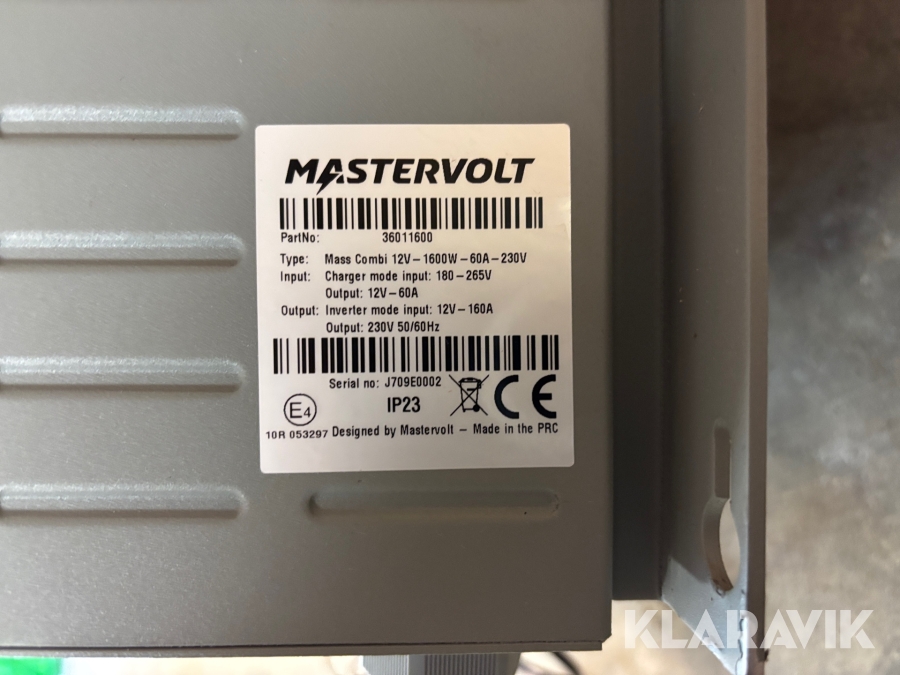 MASTERVOLT
PartNo: 36011600
Type: Mass Combi 12V–1600W–60A–230V
Input: Charger mode input: 180–265V
Output: 12V–60A
Output: Inverter mode input: 12V–160A
Output: 230V 50/60Hz
Serial no: J709E0002
E4 IP23 CE
10R 053297 Designed by Mastervolt – Made in the PRC
KLARAVIK